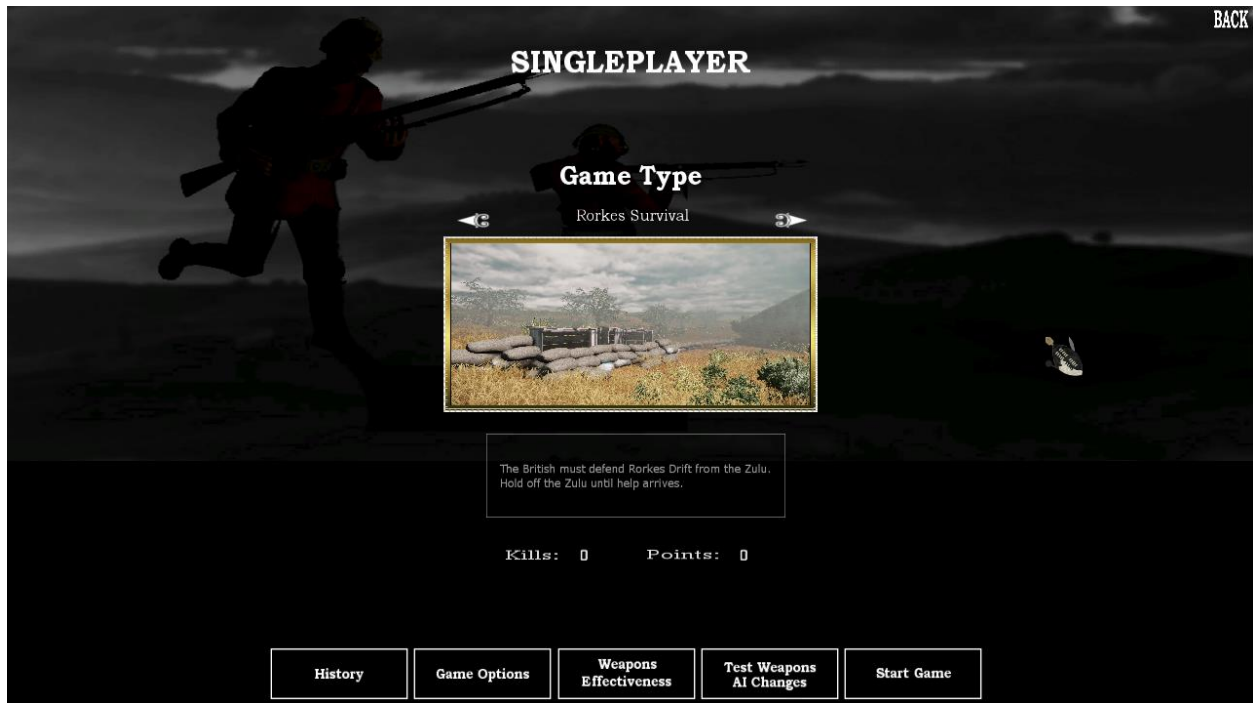 BACK
SINGLEPLAYER
Game Type
Rorkes Survival
The British must defend Rorkes Drift from the Zulu.
Hold off the Zulu until help arrives.
Kills: 0 Points: 0
History
Game Options
Weapons
Effectiveness
Test Weapons
AI Changes
Start Game